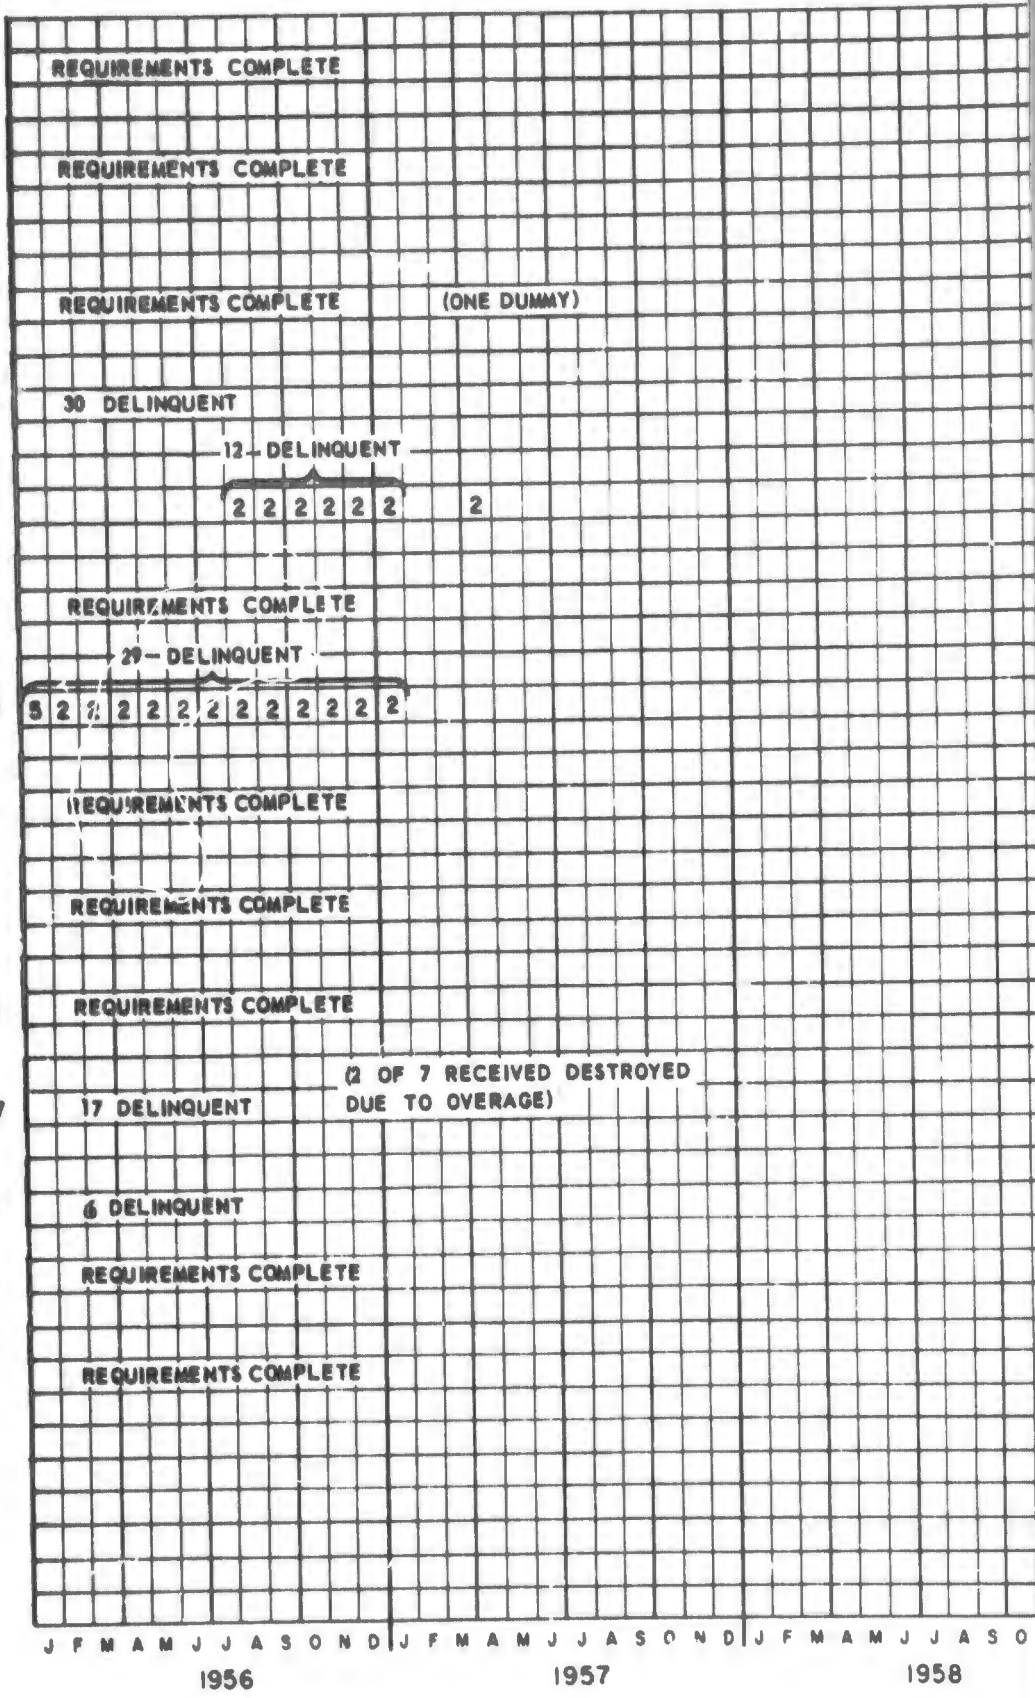 REQUIREMENTS COMPLETE
REQUIREMENTS COMPLETE
REQUIREMENTS COMPLETE (ONE DUMMY)
30 DELINQUENT
12 - DELINQUENT
2 2 2 2 2 2 2
REQUIREMENTS COMPLETE
29 - DELINQUENT
5 2 2 2 2 2 2 2 2 2 2 2 2
REQUIREMENTS COMPLETE
REQUIREMENTS COMPLETE
REQUIREMENTS COMPLETE
(2 OF 7 RECEIVED DESTROYED
17 DELINQUENT DUE TO OVERAGE)
6 DELINQUENT
REQUIREMENTS COMPLETE
REQUIREMENTS COMPLETE
J F M A M J J A S O N D J F M A M J J A S O N D J F M A M J J A S O
1956 1957 1958